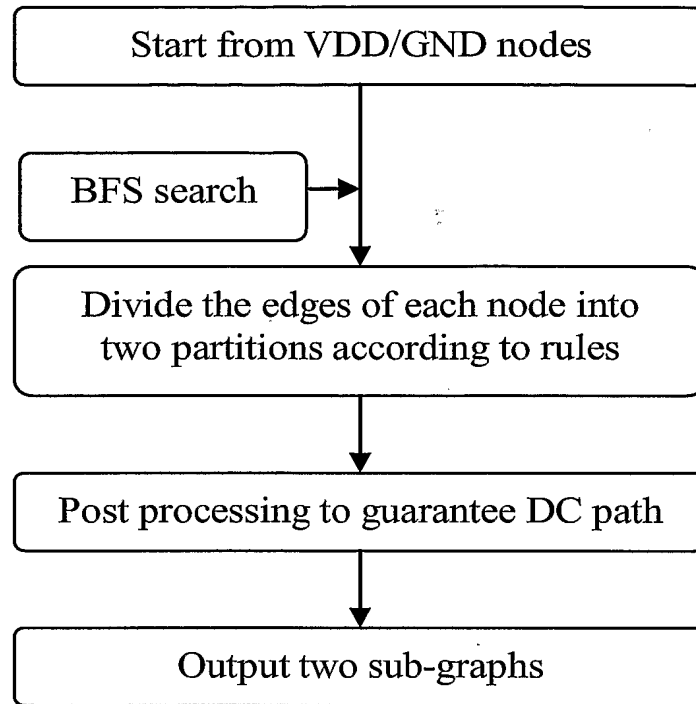 Start from VDD/GND nodes
BFS search
Divide the edges of each node into
two partitions according to rules
Post processing to guarantee DC path
Output two sub-graphs